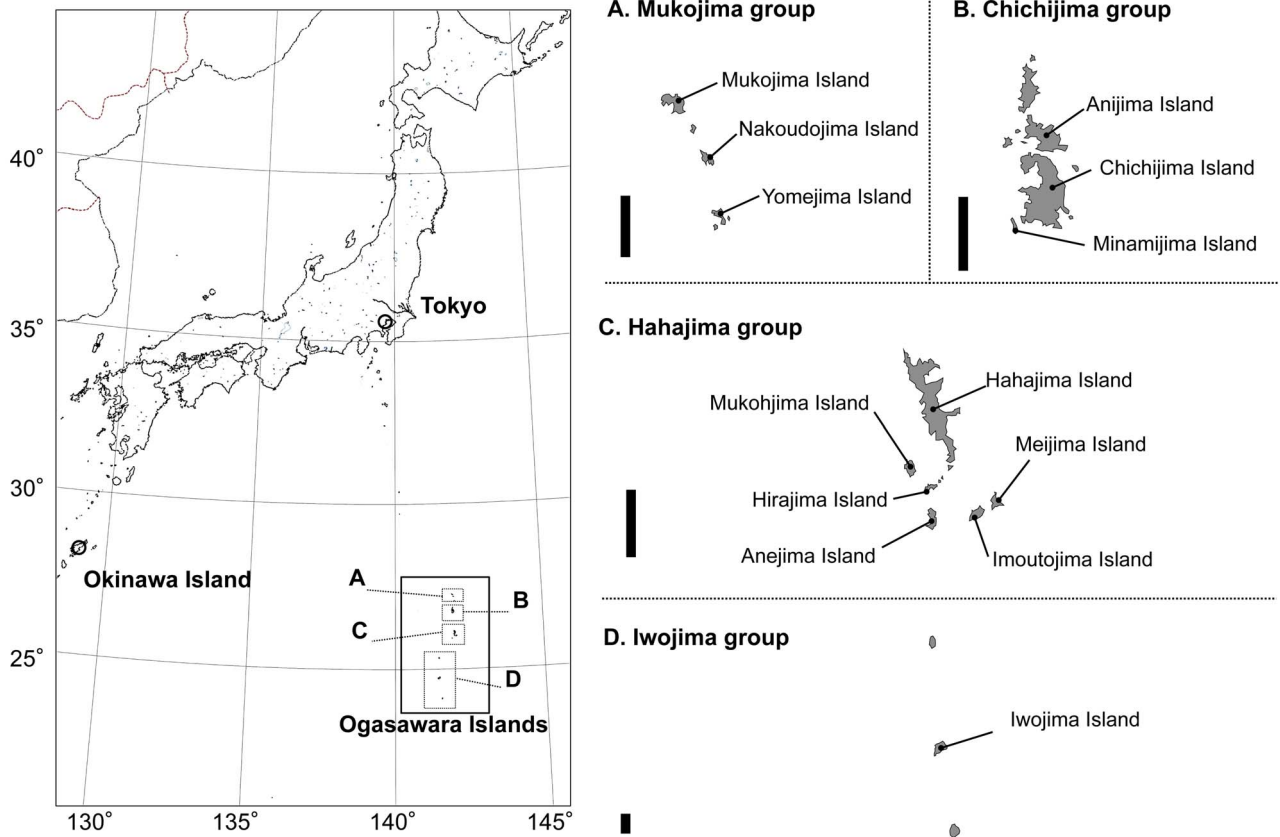 40°
35°
30°
25°
130°
135°
140°
145°
Tokyo
Okinawa Island
A
B
C
D
Ogasawara Islands
A. Mukojima group
Mukojima Island
Nakoudojima Island
Yomejima Island
B. Chichijima group
Anijima Island
Chichijima Island
Minamijima Island
C. Hahajima group
Hahajima Island
Mukohjima Island
Meijima Island
Hirajima Island
Anejima Island
Imoutojima Island
D. Iwojima group
Iwojima Island